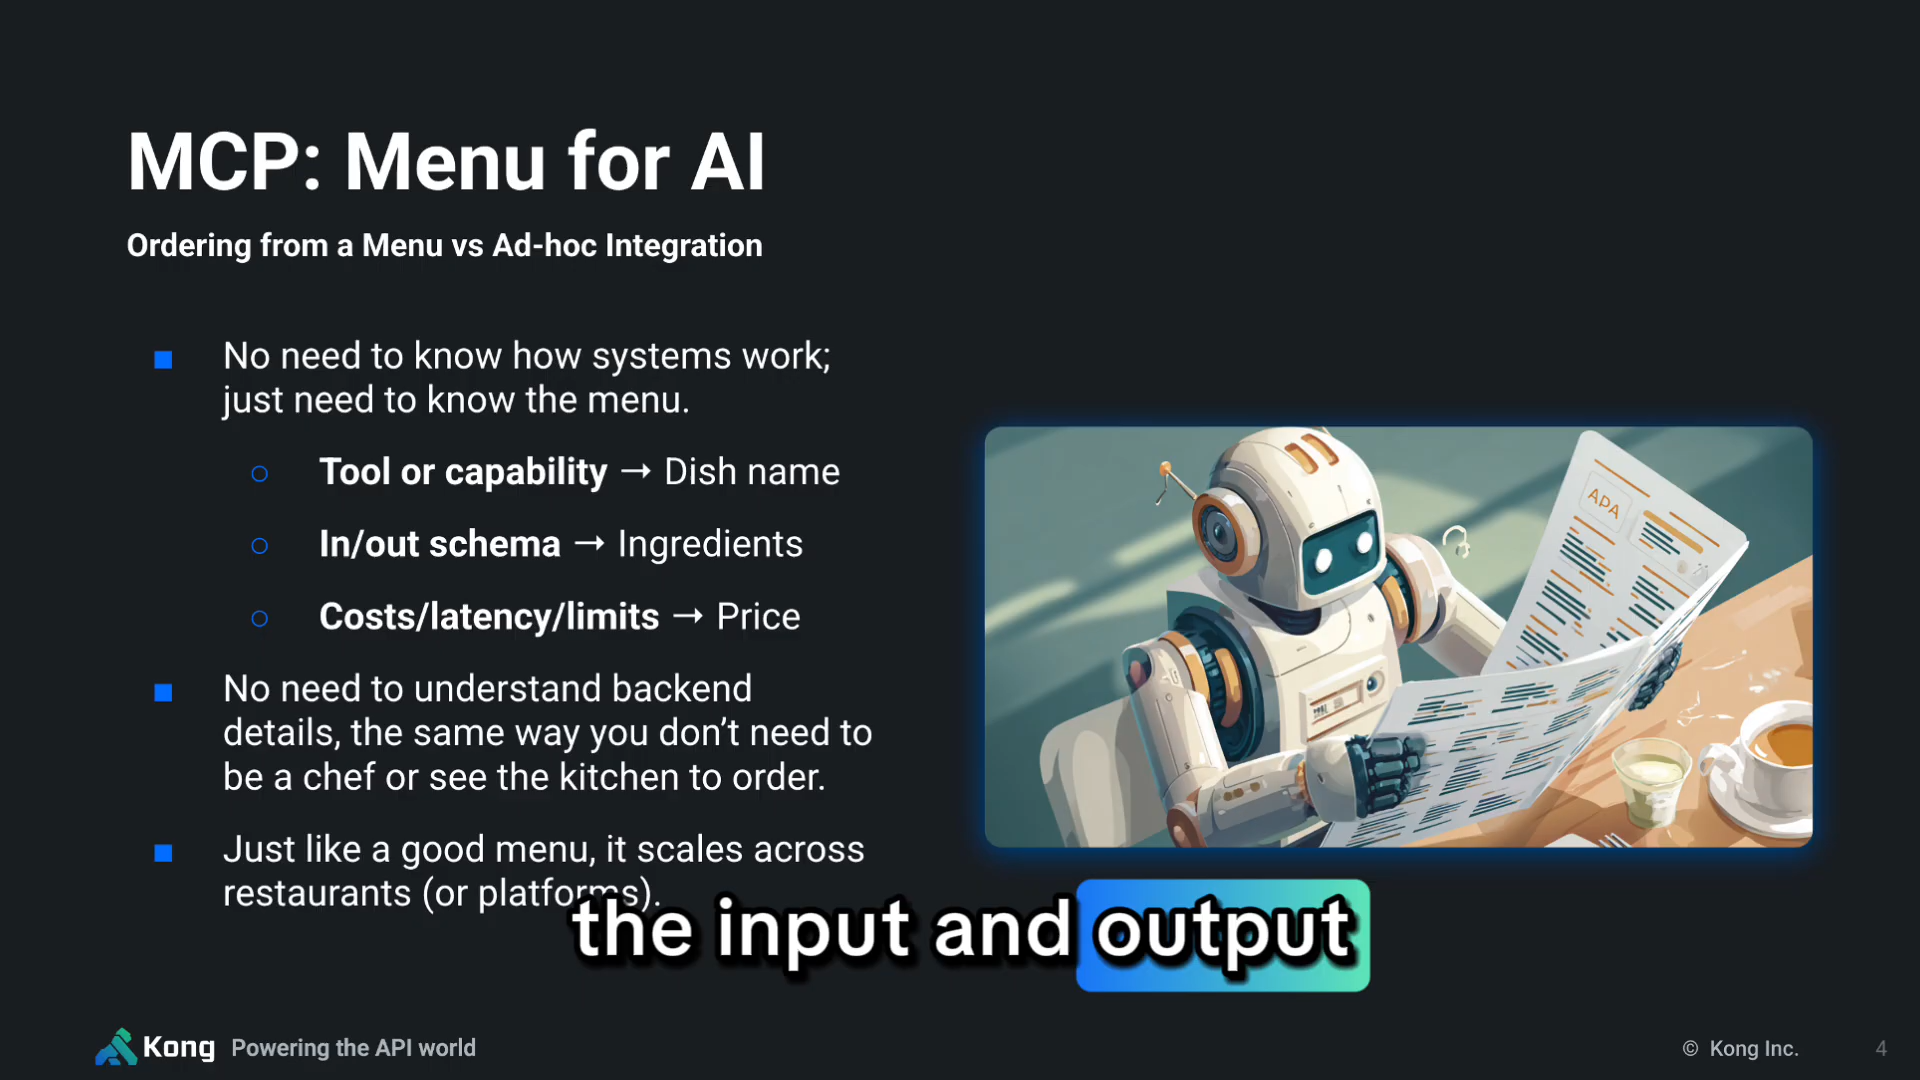 MCP: Menu for AI
Ordering from a Menu vs Ad-hoc Integration
No need to know how systems work;
just need to know the menu.
Tool or capability → Dish name
In/out schema → Ingredients
Costs/latency/limits → Price
No need to understand backend
details, the same way you don’t need to
be a chef or see the kitchen to order.
Just like a good menu, it scales across
restaurants (or platforms).
APA
the input and output
Kong Powering the API world
© Kong Inc. 4